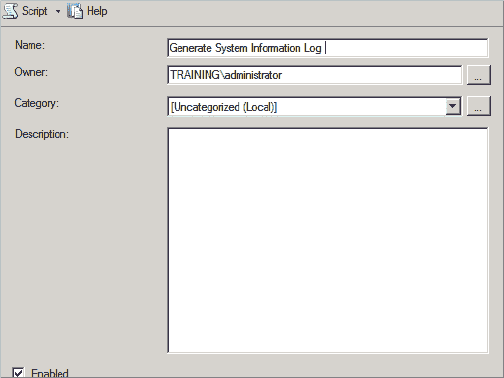 Script Help
Name: Generate System Information Log
Owner: TRAINING\administrator ...
Category: [Uncategorized (Local)] ...
Description:
Enabled